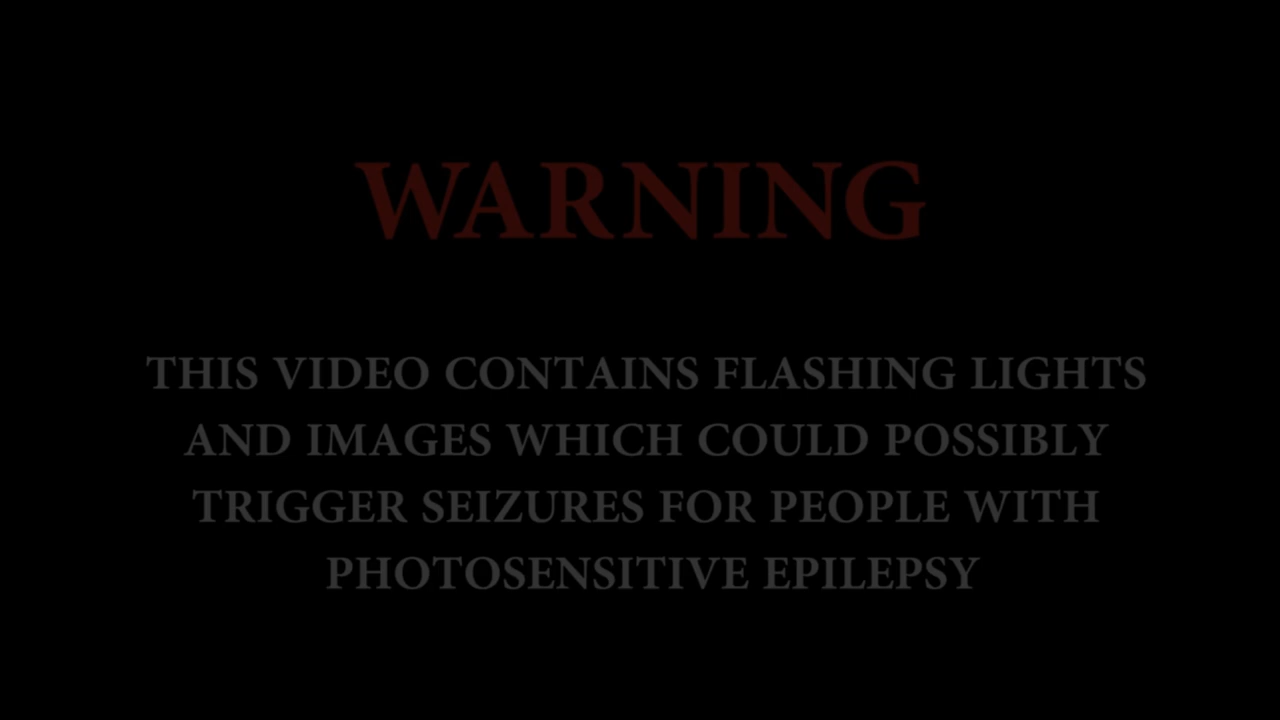 WARNING
THIS VIDEO CONTAINS FLASHING LIGHTS
AND IMAGES WHICH COULD POSSIBLY
TRIGGER SEIZURES FOR PEOPLE WITH
PHOTOSENSITIVE EPILEPSY